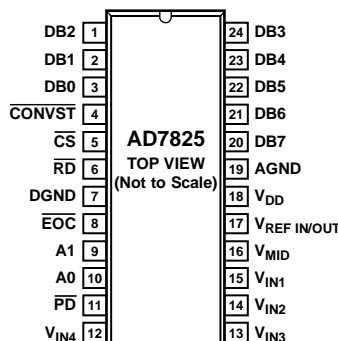 DB2 1 24 DB3
DB1 2 23 DB4
DB0 3 22 DB5
CONVST 4 21 DB6
CS 5 AD7825 20 DB7
RD 6 TOP VIEW 19 AGND
DGND 7 (Not to Scale) 18 VDD
EOC 8 17 VREF IN/OUT
A1 9 16 VMID
A0 10 15 VIN1
PD 11 14 VIN2
VIN4 12 13 VIN3